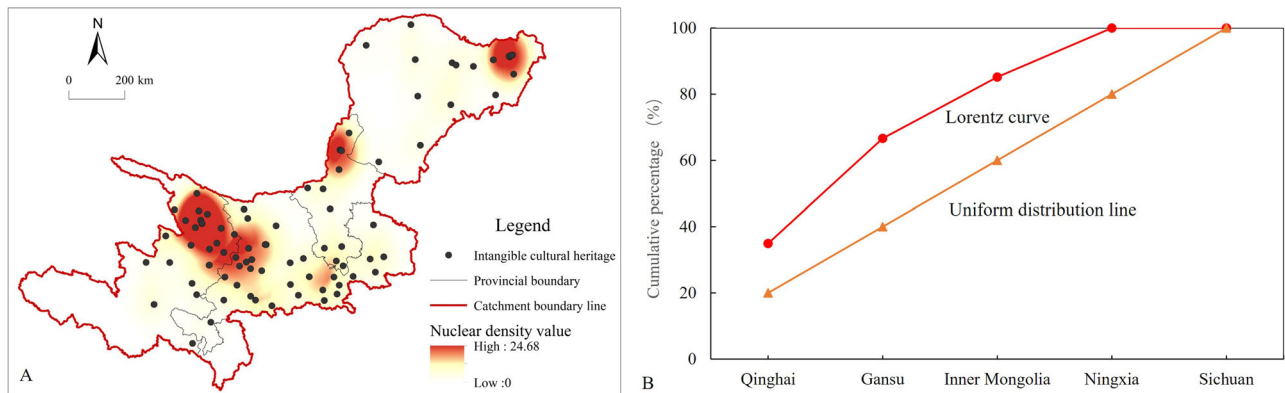 N
0 200 km
Legend
Intangible cultural heritage
Provincial boundary
Catchment boundary line
Nuclear density value
High : 24.68
Low :0
A
Cumulative percentage (%)
100
80
60
40
20
0
Lorentz curve
Uniform distribution line
Qinghai Gansu Inner Mongolia Ningxia Sichuan
B